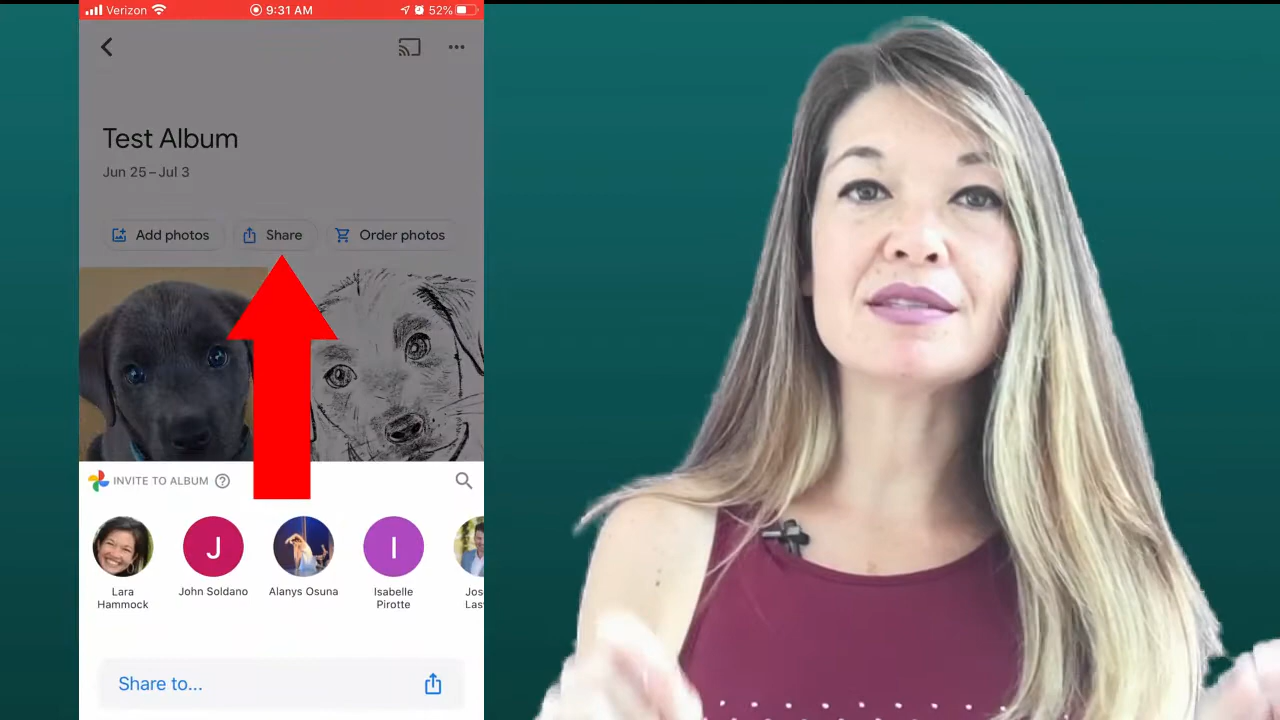 Verizon 9:31 AM 52%
Test Album
Jun 25 – Jul 3
Add photos Share Order photos
INVITE TO ALBUM
J I
Lara Hammock
John Soldano
Alanys Osuna
Isabelle Pirotte
Share to...